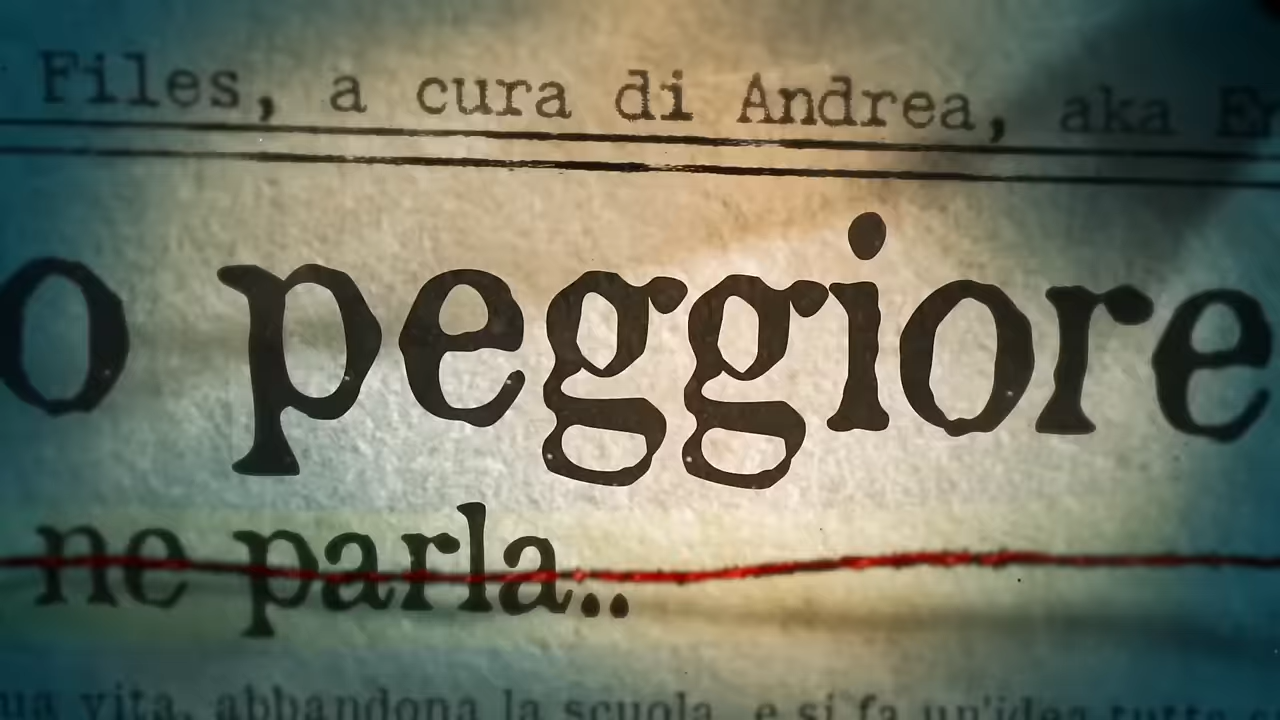 Files, a cura di Andrea, aka
o peggiore
ne parla..
vita, abbandona la scuola, e si fa un'idea tutta